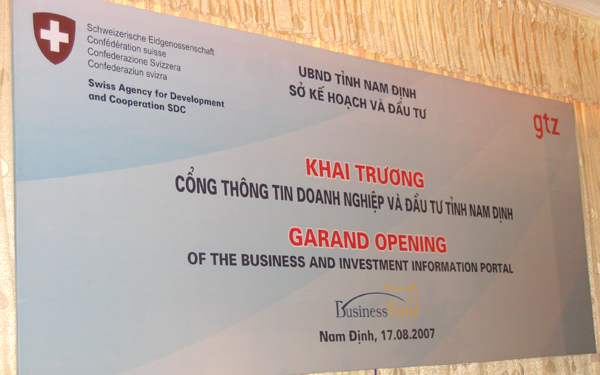 Schweizerische Eidgenossenschaft
Confédération suisse
Confederazione Svizzera
Confederaziun svizra
Swiss Agency for Development
and Cooperation SDC
UBND TỈNH NAM ĐỊNH
SỞ KẾ HOẠCH VÀ ĐẦU TƯ
gtz
KHAI TRƯƠNG
CỔNG THÔNG TIN DOANH NGHIỆP VÀ ĐẦU TƯ TỈNH NAM ĐỊNH
GARAND OPENING
OF THE BUSINESS AND INVESTMENT INFORMATION PORTAL
Business
Nam Định, 17.08.2007